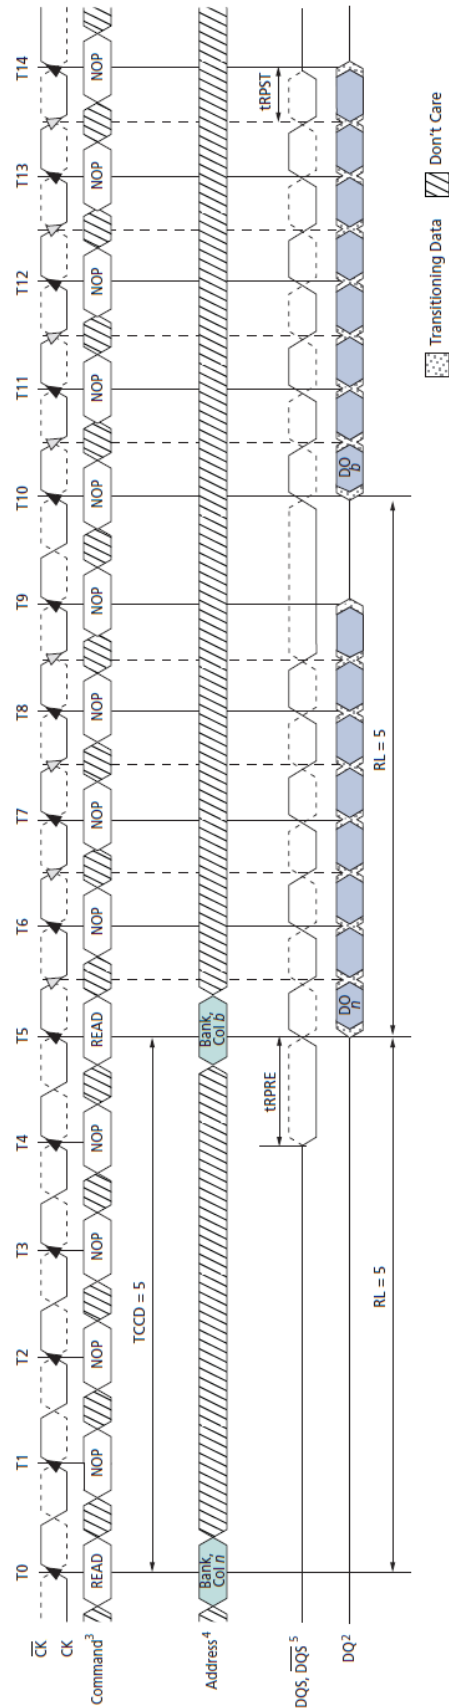 T0 T1 T2 T3 T4 T5 T6 T7 T8 T9 T10 T11 T12 T13 T14
CK
CK
Command3 READ NOP NOP NOP NOP READ NOP NOP NOP NOP NOP NOP NOP NOP NOP
TCCD = 5
Address4
Bank,
Col n
Bank,
Col b
tRPRE
tRPST
DQS, DQS 5
DQ2
DO
n
DO
b
RL = 5
RL = 5
Transitioning Data
Don't Care